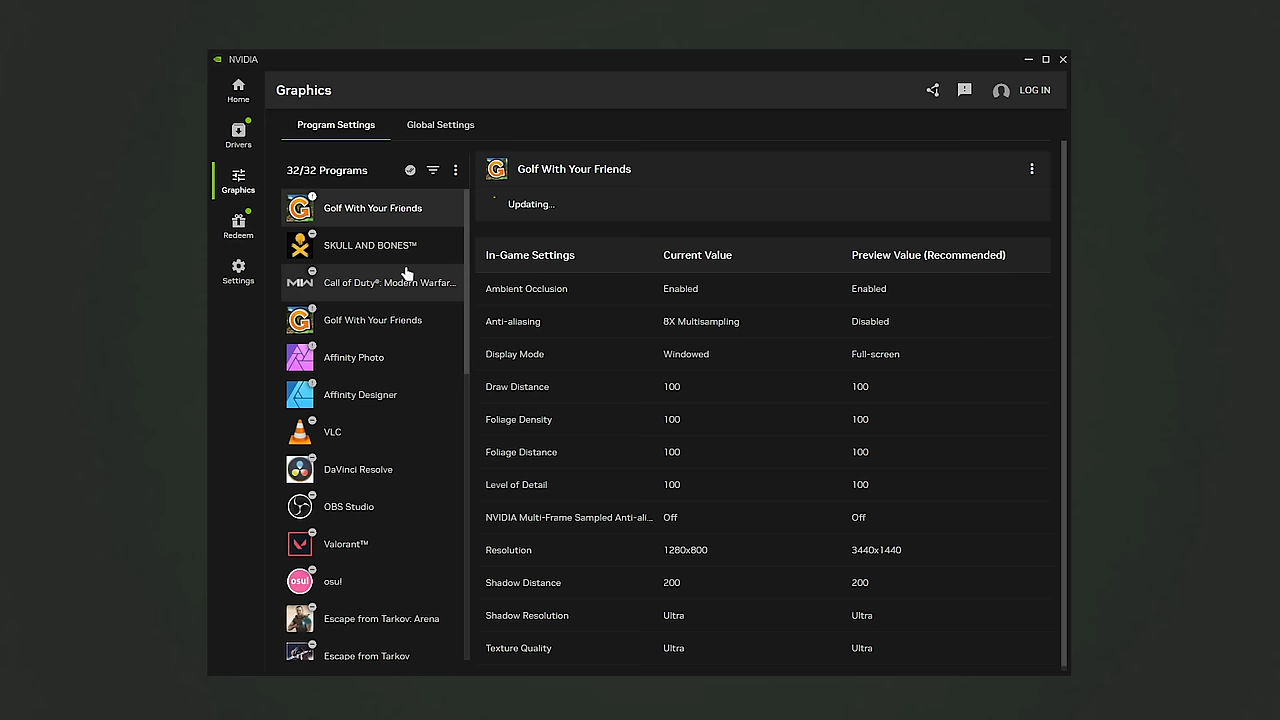 NVIDIA
Home
Drivers
Graphics
Redeem
Settings
Graphics
LOG IN
Program Settings
Global Settings
32/32 Programs
Golf With Your Friends
SKULL AND BONES™
Call of Duty®: Modern Warfar...
Golf With Your Friends
Affinity Photo
Affinity Designer
VLC
DaVinci Resolve
OBS Studio
Valorant™
osu!
osu!
Escape from Tarkov: Arena
Escape from Tarkov
Golf With Your Friends
Updating...
In-Game Settings Current Value Preview Value (Recommended)
Ambient Occlusion Enabled Enabled
Anti-aliasing 8X Multisampling Disabled
Display Mode Windowed Full-screen
Draw Distance 100 100
Foliage Density 100 100
Foliage Distance 100 100
Level of Detail 100 100
NVIDIA Multi-Frame Sampled Anti-ali... Off Off
Resolution 1280x800 3440x1440
Shadow Distance 200 200
Shadow Resolution Ultra Ultra
Texture Quality Ultra Ultra